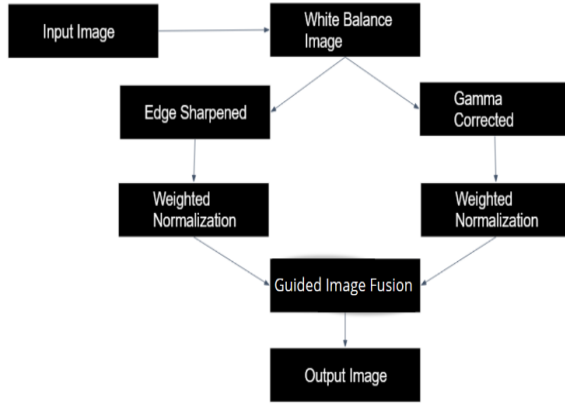 Input Image
White Balance
Image
Edge Sharpened
Gamma
Corrected
Weighted
Normalization
Weighted
Normalization
Guided Image Fusion
Output Image